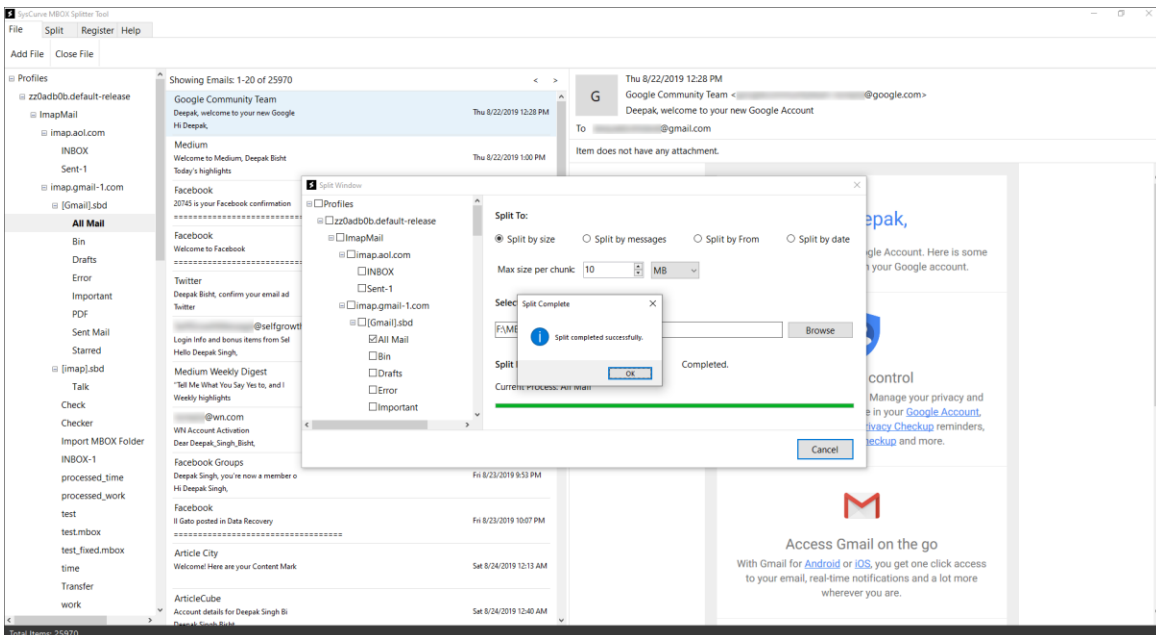 SysCurve MBOX Splitter Tool
File Split Register Help
Add File Close File
Profiles
zz0adb0b.default-release
ImapMail
imap.aol.com
INBOX
Sent-1
imap.gmail-1.com
[Gmail].sbd
All Mail
Bin
Drafts
Error
Important
PDF
Sent Mail
Starred
[imap].sbd
Talk
Check
Checker
Import MBOX Folder
INBOX-1
processed_time
processed_work
test
test.mbox
test_fixed.mbox
time
Transfer
work
Showing Emails: 1-20 of 25970 < >
Google Community Team
Deepak, welcome to your new Google Thu 8/22/2019 12:28 PM
Hi Deepak,
Medium
Welcome to Medium, Deepak Bisht Thu 8/22/2019 1:00 PM
Today's highlights
Facebook
20745 is your Facebook confirmation
Facebook
Welcome to Facebook
Twitter
Deepak Bisht, confirm your email ad
Twitter
@selfgrowt
Login Info and bonus items from Sel
Hello Deepak Singh,
Medium Weekly Digest
"Tell Me What You Say Yes to, and I
Weekly highlights
@wn.com
WN Account Activation
Dear Deepak_Singh_Bisht,
Facebook Groups
Deepak Singh, you're now a member o Fri 8/23/2019 9:53 PM
Hi Deepak Singh,
Facebook
Il Gato posted in Data Recovery Fri 8/23/2019 10:07 PM
===================================
Article City
Welcome! Here are your Content Mark Sat 8/24/2019 12:13 AM
ArticleCube
Account details for Deepak Singh Bi Sat 8/24/2019 12:40 AM
Deepak Singh Bisht
G
Thu 8/22/2019 12:28 PM
Google Community Team < @google.com>
Deepak, welcome to your new Google Account
To @gmail.com
Item does not have any attachment.
epak,
gle Account. Here is some
your Google account.
control
Manage your privacy and
e in your Google Account,
rivacy Checkup reminders,
heckup and more.
Access Gmail on the go
With Gmail for Android or iOS, you get one click access
to your email, real-time notifications and a lot more
wherever you are.
Split Window
Profiles
zz0adb0b.default-release
ImapMail
imap.aol.com
INBOX
Sent-1
imap.gmail-1.com
[Gmail].sbd
All Mail
Bin
Drafts
Error
Important
Split To:
Split by size Split by messages Split by From Split by date
Max size per chunk: 10 MB
Selec
F:\ME
Browse
Split Completed.
Current Process: All Mail
Cancel
Split Complete
Split completed successfully.
OK
Total Items: 25970